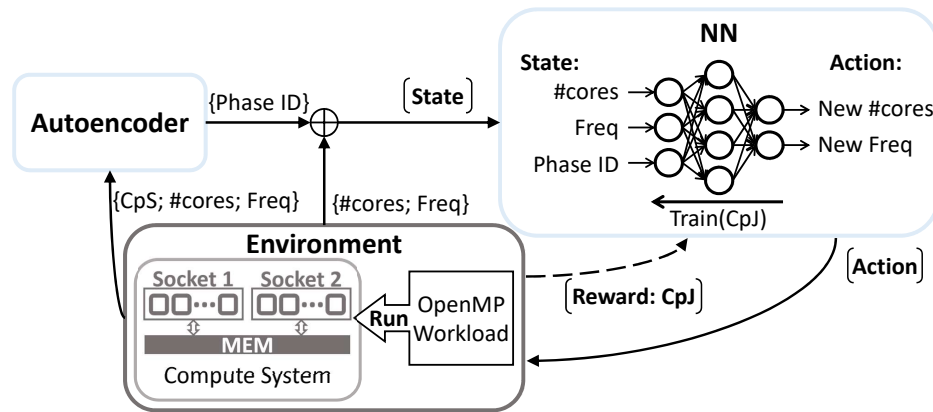 NN
State:
Action:
#cores
New #cores
Freq
New Freq
Phase ID
Train(CpJ)
Autoencoder
{Phase ID}
[State]
{CpS; #cores; Freq}
{#cores; Freq}
Environment
Socket 1
Socket 2
...
...
MEM
Compute System
Run
OpenMP
Workload
[Reward: CpJ]
[Action]